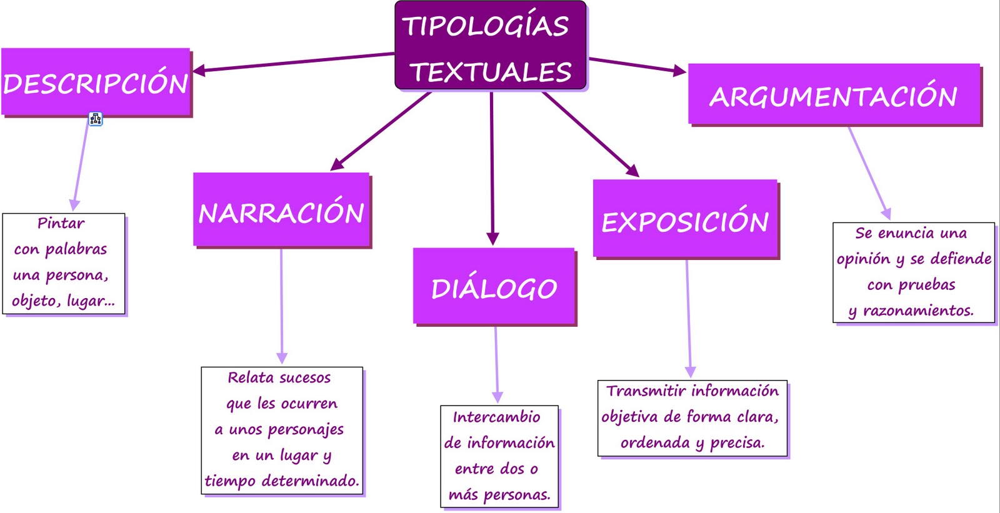 TIPOLOGÍAS
TEXTUALES
DESCRIPCIÓN
Pintar
con palabras
una persona,
objeto, lugar...
NARRACIÓN
Relata sucesos
que les ocurren
a unos personajes
en un lugar y
tiempo determinado.
DIÁLOGO
Intercambio
de información
entre dos o
más personas.
EXPOSICIÓN
Transmitir información
objetiva de forma clara,
ordenada y precisa.
ARGUMENTACIÓN
Se enuncia una
opinión y se defiende
con pruebas
y razonamientos.